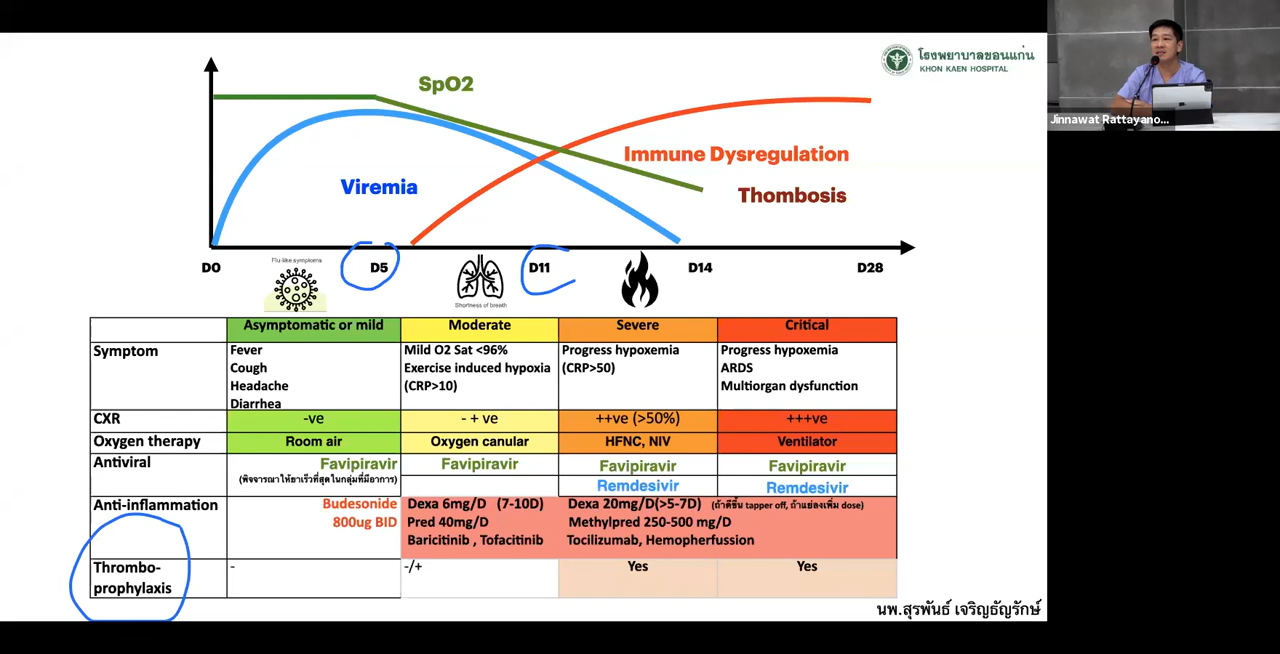 โรงพยาบาลขอนแก่น
KHON KAEN HOSPITAL
Jinnawat Rattayano...
SpO2
Immune Dysregulation
Viremia
Thombosis
D0
Flu-like symptoms
D5
Shortness of breath
D11
D14
D28
Asymptomatic or mild Moderate Severe Critical
Symptom
Fever
Cough
Headache
Diarrhea
Mild O2 Sat <96%
Exercise induced hypoxia
(CRP>10)
Progress hypoxemia
(CRP>50)
Progress hypoxemia
ARDS
Multiorgan dysfunction
CXR -ve - + ve ++ve (>50%) +++ve
Oxygen therapy Room air Oxygen canular HFNC, NIV Ventilator
Antiviral
Favipiravir
(พิจารณาให้ยาเร็วที่สุดในกลุ่มที่มีอาการ)
Favipiravir
Favipiravir
Remdesivir
Favipiravir
Remdesivir
Anti-inflammation
Budesonide
800ug BID
Dexa 6mg/D (7-10D)
Pred 40mg/D
Baricitinib , Tofacitinib
Dexa 20mg/D(>5-7D) (ถ้าดีขึ้น tapper off, ถ้าแย่ลงเพิ่ม dose)
Methylpred 250-500 mg/D
Tocilizumab, Hemopherfussion
Thrombo-
prophylaxis
- -/+ Yes Yes
นพ.สุรพันธ์ เจริญธัญรักษ์